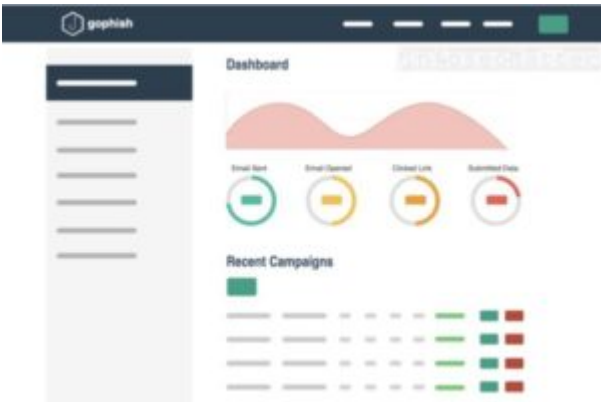 gophish
Dashboard
Email Sent
Email Opened
Clicked Link
Submitted Data
Recent Campaigns